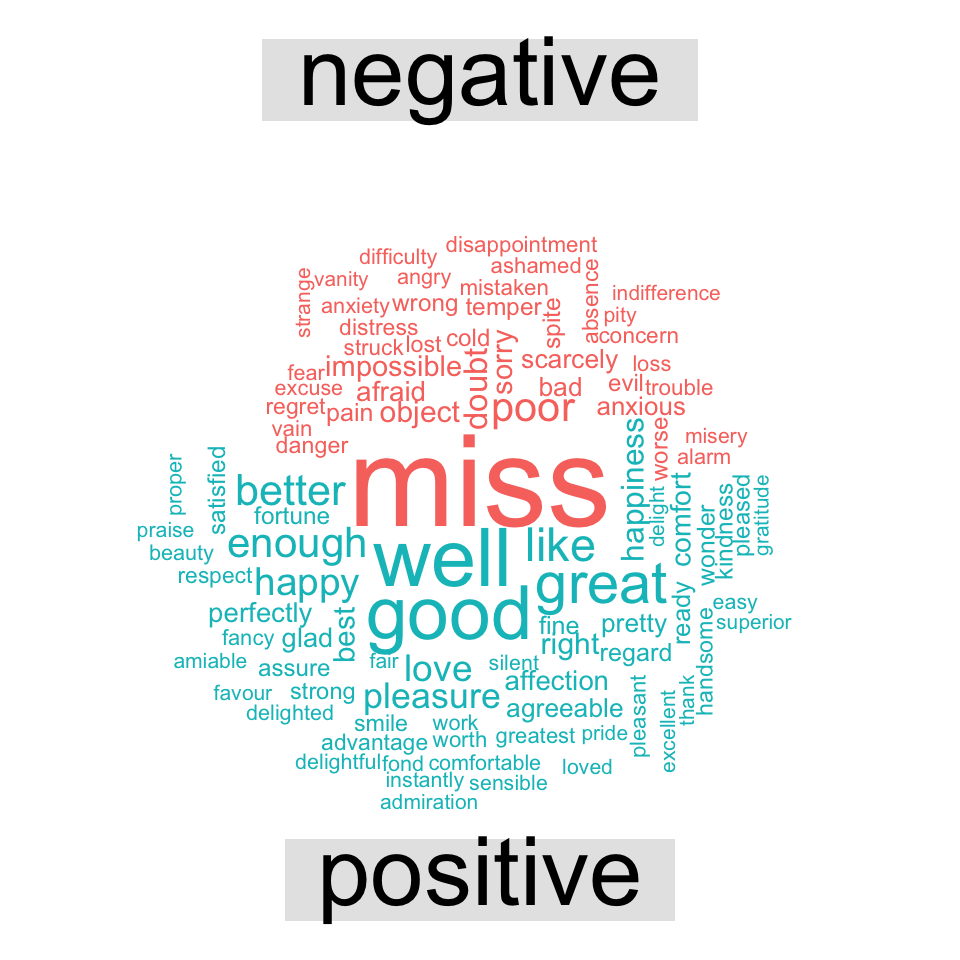 negative
disappointment
difficulty
ashamed
absence
strange
vanity
angry
mistaken
indifference
anxiety
wrong
temper
spite
pity
distress
cold
sorry
concern
struck
lost
doubt
scarcely
loss
fear
impossible
bad
evil
trouble
excuse
afraid
regret
pain
object
poor
anxious
vain
worse
misery
danger
alarm
miss
happiness
proper
satisfied
better
delight
comfort
pleased
gratitude
kindness
praise
fortune
wonder
beauty
enough
well
like
respect
happy
great
ready
easy
perfectly
good
best
fine
pretty
handsome
superior
fancy
glad
right
regard
amiable
assure
fair
love
silent
affection
favour
strong
pleasure
pleasant
thank
delighted
smile
work
agreeable
excellent
advantage
worth
greatest
pride
delightful
fond
comfortable
loved
instantly
sensible
admiration
positive